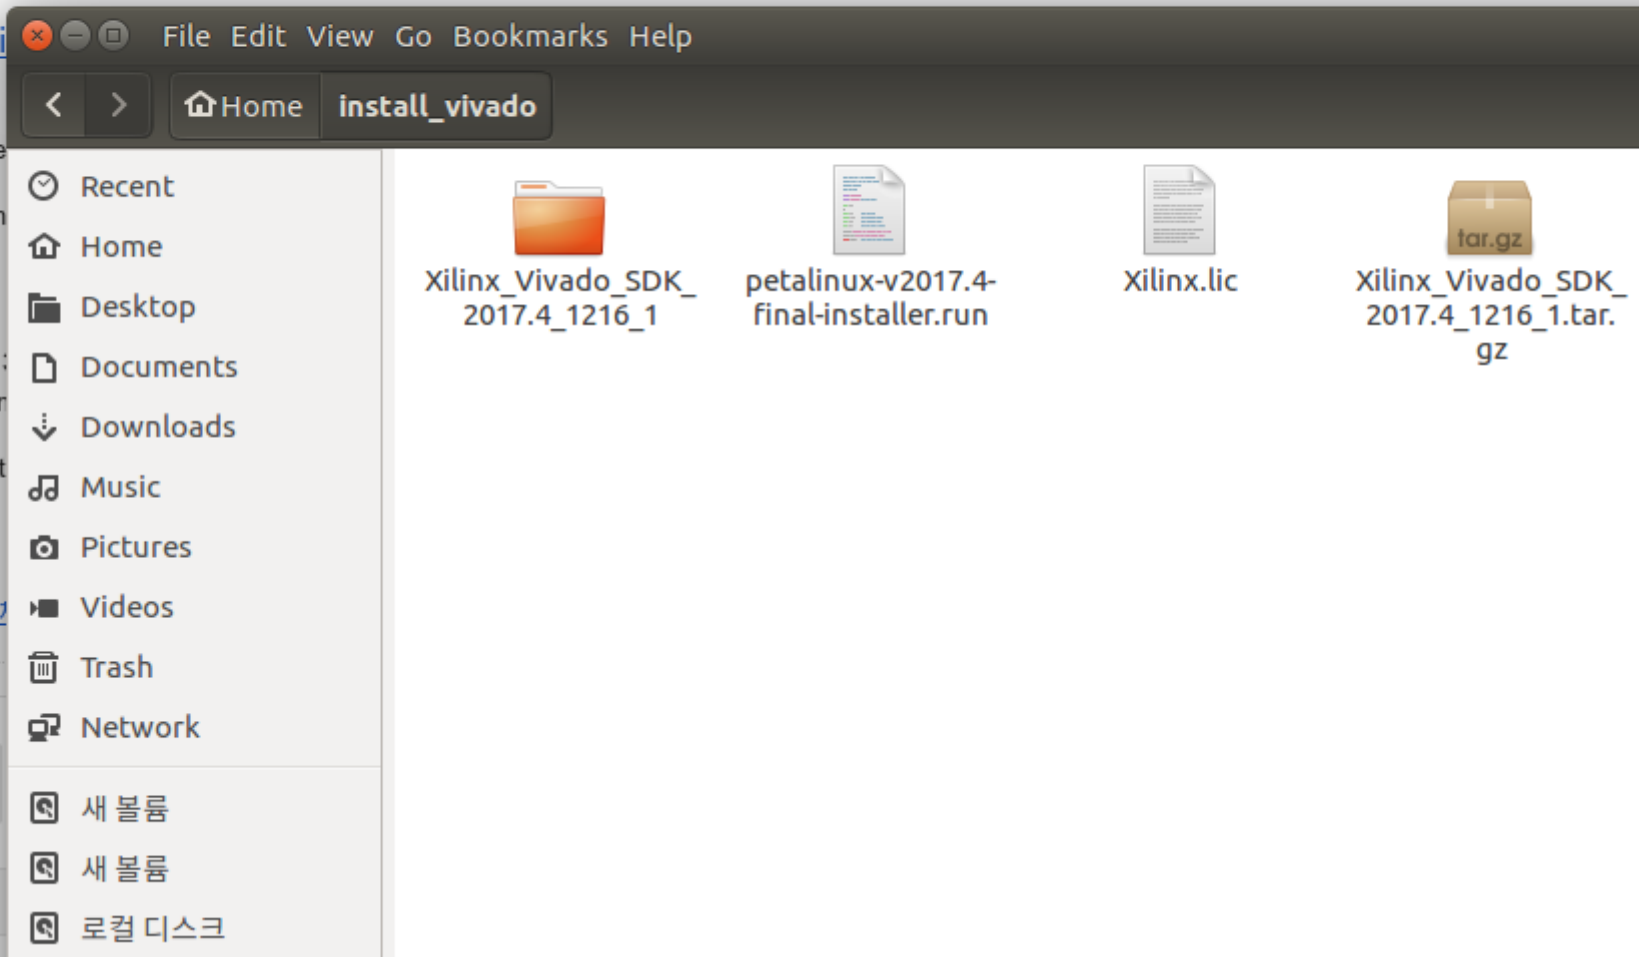 File Edit View Go Bookmarks Help
Home install_vivado
Recent
Home
Desktop
Documents
Downloads
Music
Pictures
Videos
Trash
Network
새 볼륨
새 볼륨
로컬 디스크
Xilinx_Vivado_SDK_
2017.4_1216_1
petalinux-v2017.4-
final-installer.run
Xilinx.lic
tar.gz
Xilinx_Vivado_SDK_
2017.4_1216_1.tar.
gz